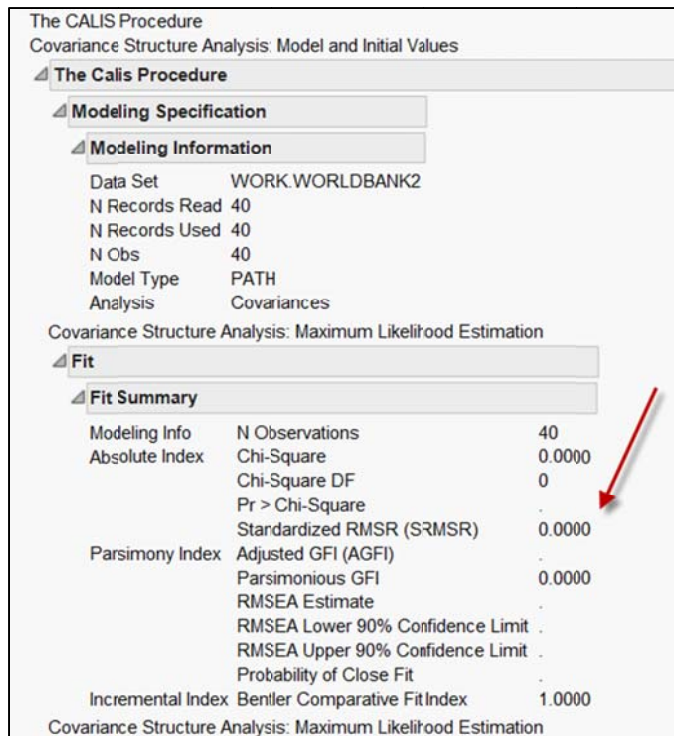 The CALIS Procedure
Covariance Structure Analysis: Model and Initial Values
The Calis Procedure
Modeling Specification
Modeling Information
Data Set WORK.WORLDBANK2
N Records Read 40
N Records Used 40
N Obs 40
Model Type PATH
Analysis Covariances
Covariance Structure Analysis: Maximum Likelihood Estimation
Fit
Fit Summary
Modeling Info N Observations 40
Absolute Index Chi-Square 0.0000
Chi-Square DF 0
Pr > Chi-Square .
Standardized RMSR (SRMSR) 0.0000
Parsimony Index Adjusted GFI (AGFI) .
Parsimonious GFI 0.0000
RMSEA Estimate .
RMSEA Lower 90% Confidence Limit .
RMSEA Upper 90% Confidence Limit .
Probability of Close Fit .
Incremental Index Bentler Comparative Fit Index 1.0000
Covariance Structure Analysis: Maximum Likelihood Estimation